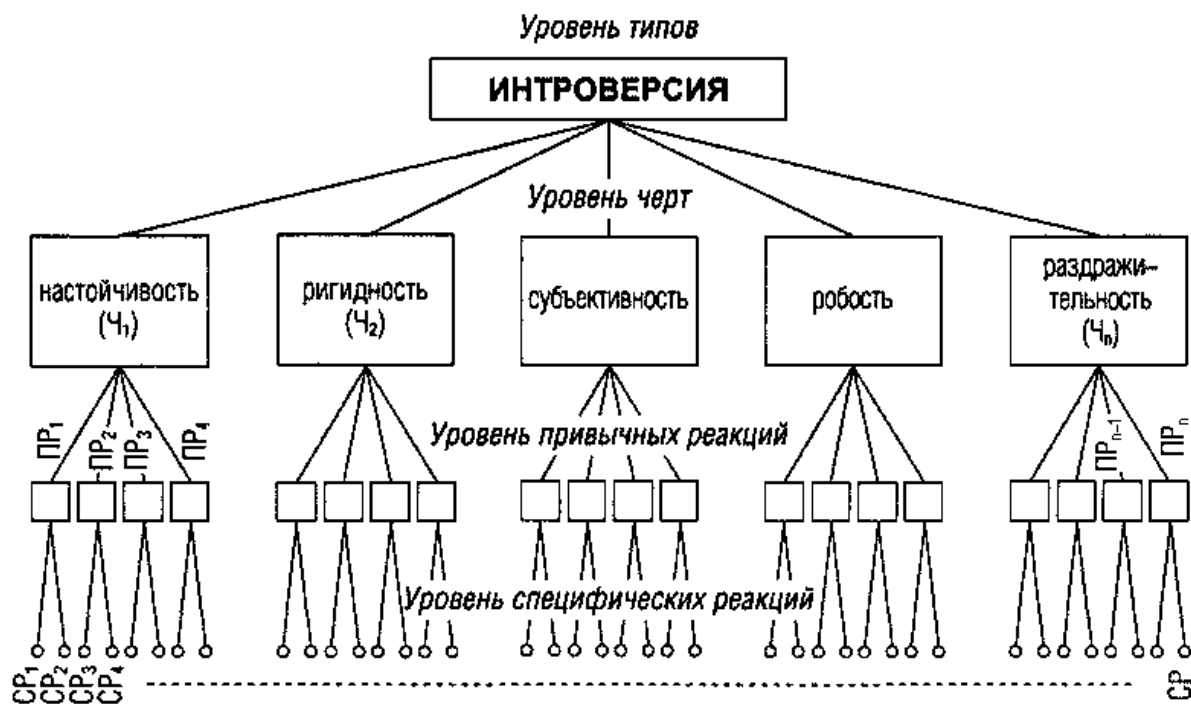 Уровень типов
ИНТРОВЕРСИЯ
Уровень черт
настойчивость
(Ч₁)
ригидность
(Ч₂)
субъективность
робость
раздражи–
тельность
(Чₙ)
ПР₁
ПР₂
ПР₃
ПР₄
Уровень привычных реакций
ПРₙ₋₁
ПРₙ
Уровень специфических реакций
СР₁
СР₂
СР₃
СР₄
СРₙ